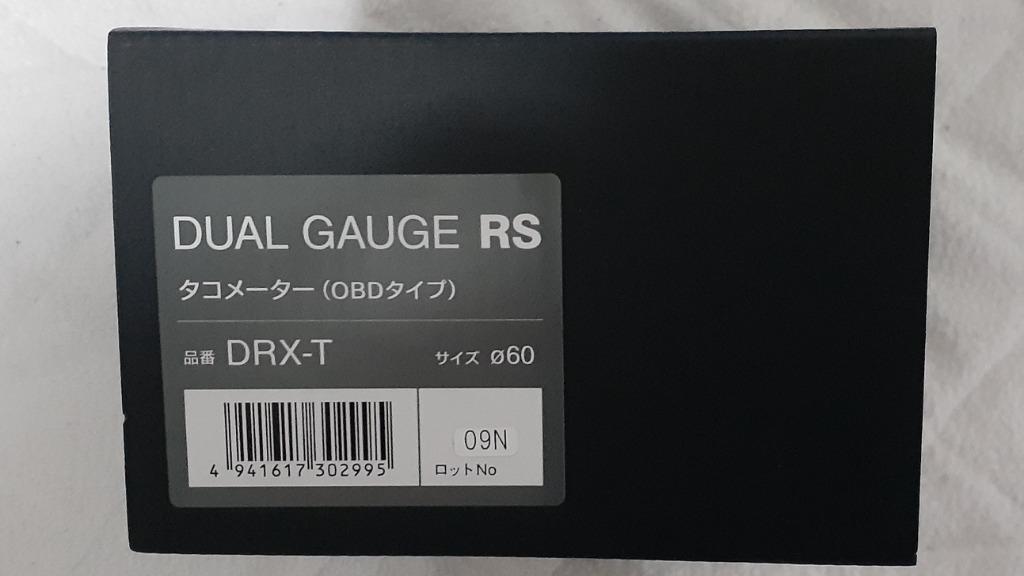 DUAL GAUGE RS
タコメーター（OBDタイプ）
品番 DRX-T サイズ ø60
09N
4 941617 302995 ロットNo